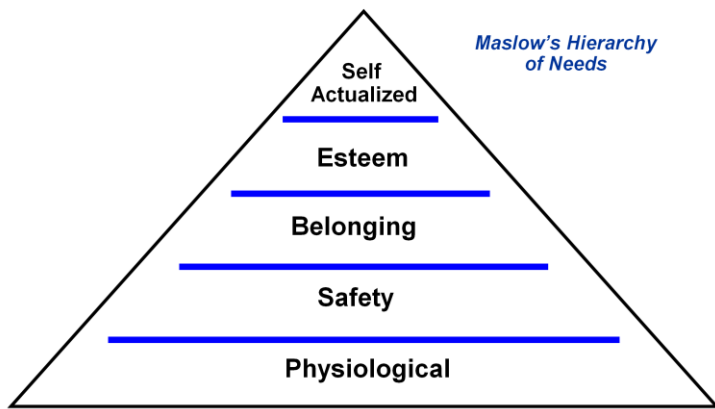 Maslow’s Hierarchy
of Needs
Self
Actualized
Esteem
Belonging
Safety
Physiological